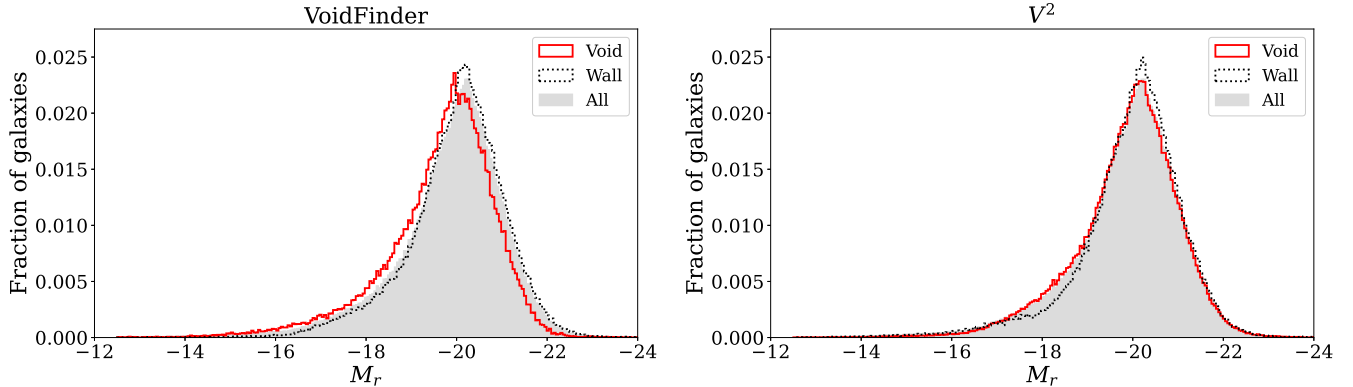 VoidFinder
Fraction of galaxies
0.025
0.020
0.015
0.010
0.005
0.000
−12
−14
−16
−18
−20
−22
−24
M_r
Void
Wall
All
V²
Fraction of galaxies
0.025
0.020
0.015
0.010
0.005
0.000
−12
−14
−16
−18
−20
−22
−24
M_r
Void
Wall
All